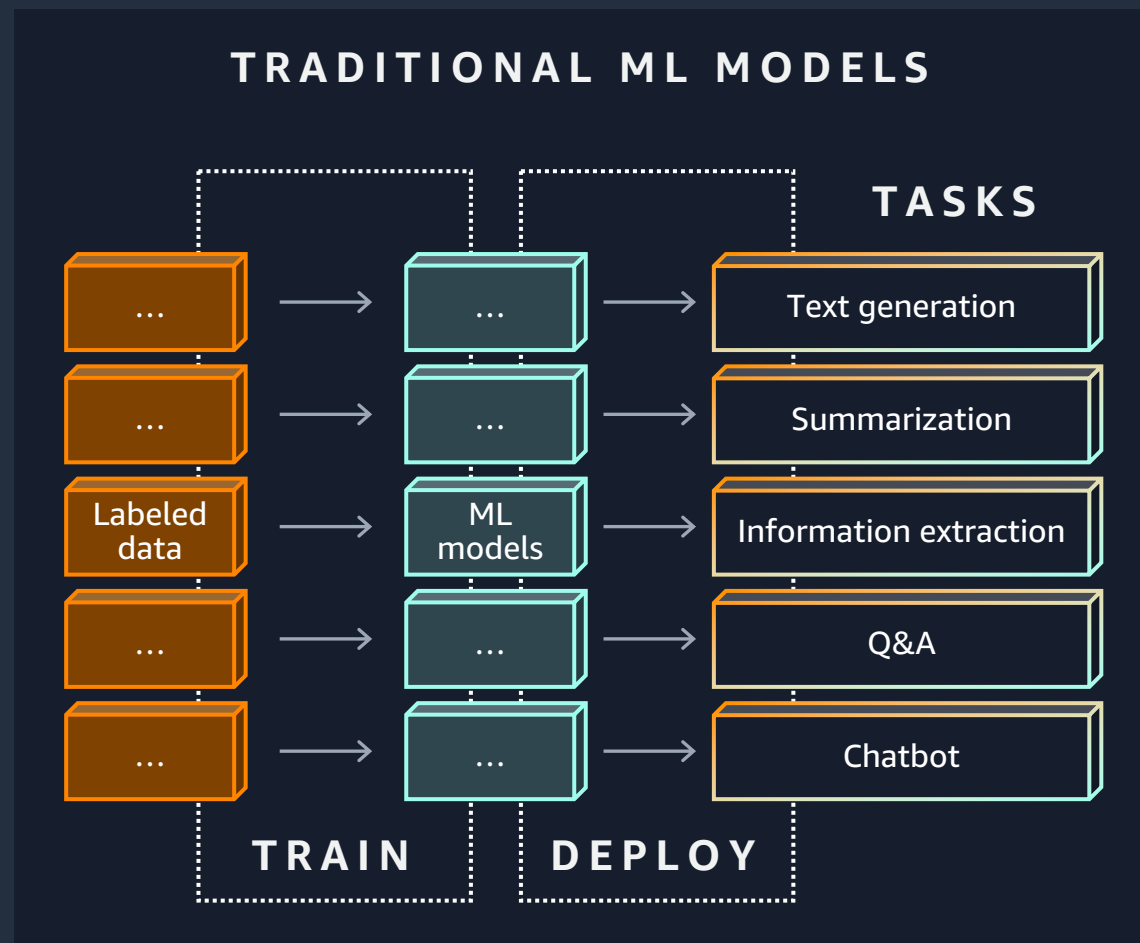 TRADITIONAL ML MODELS
TASKS
...
...
Text generation
...
...
Summarization
Labeled
data
ML
models
Information extraction
...
...
Q&A
...
...
Chatbot
TRAIN
DEPLOY